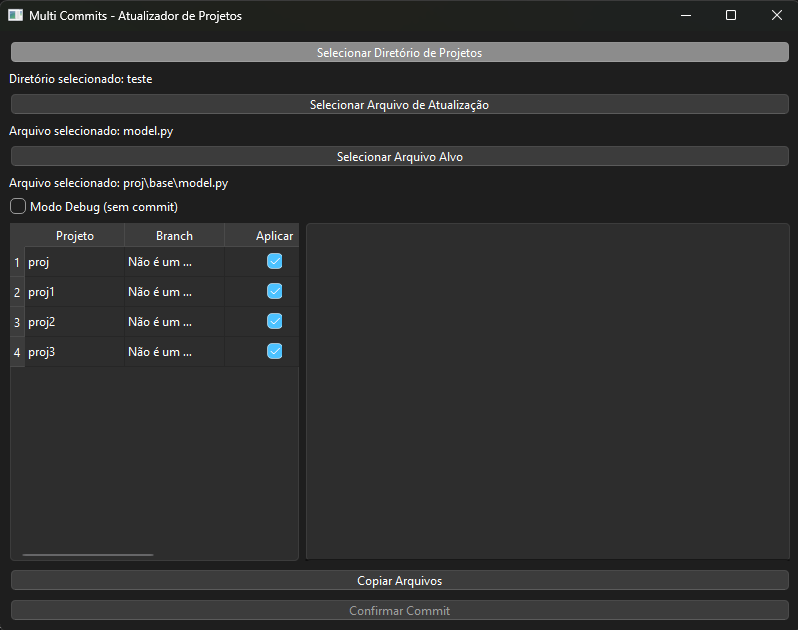 Multi Commits - Atualizador de Projetos
Selecionar Diretório de Projetos
Diretório selecionado: teste
Selecionar Arquivo de Atualização
Arquivo selecionado: model.py
Selecionar Arquivo Alvo
Arquivo selecionado: proj\base\model.py
Modo Debug (sem commit)
Projeto Branch Aplicar
1 proj Não é um ...
2 proj1 Não é um ...
3 proj2 Não é um ...
4 proj3 Não é um ...
Copiar Arquivos
Confirmar Commit